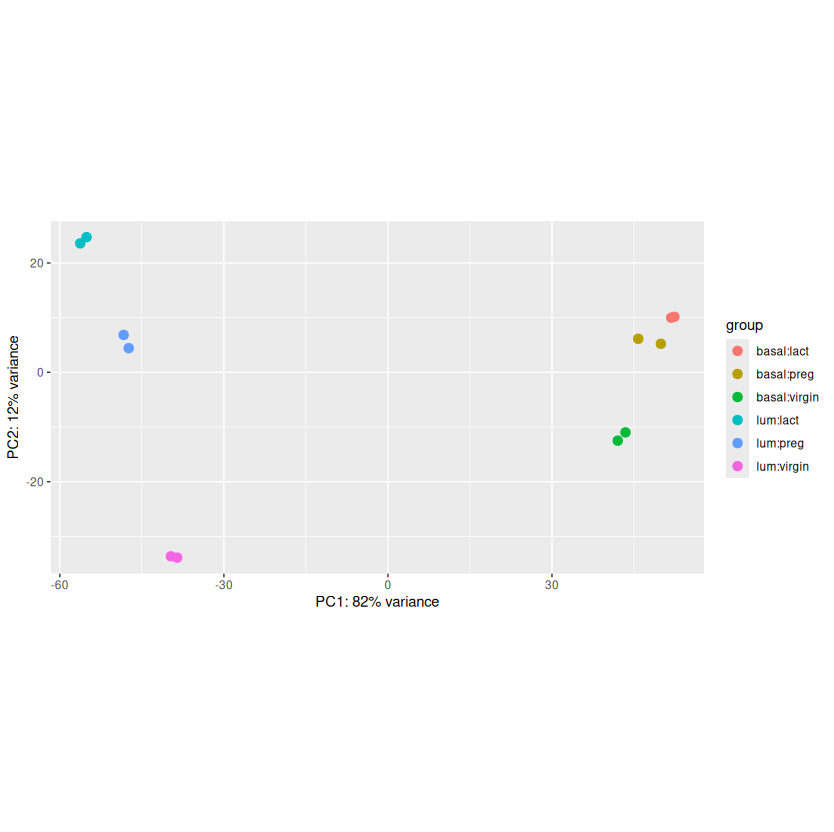 20
0
-20
-60
-30
0
30
PC1: 82% variance
PC2: 12% variance
group
basal:lact
basal:preg
basal:virgin
lum:lact
lum:preg
lum:virgin